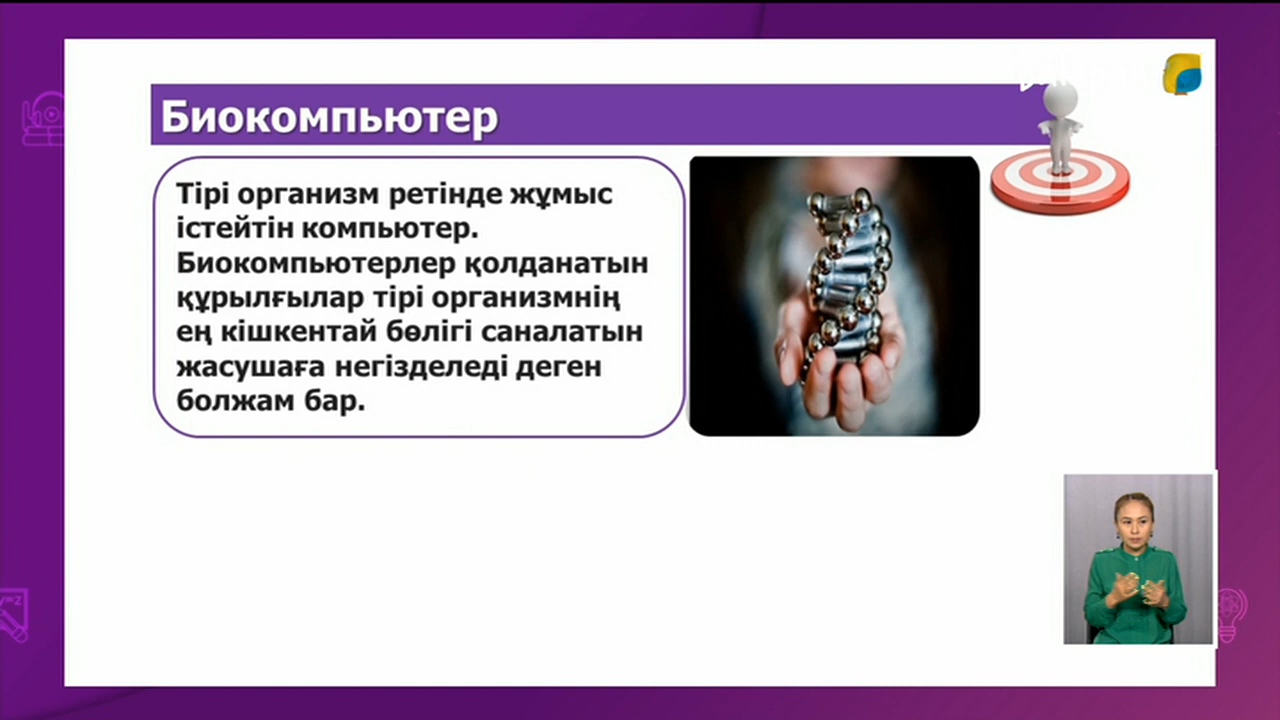 Биокомпьютер
Тірі организм ретінде жұмыс
істейтін компьютер.
Биокомпьютерлер қолданатын
құрылғылар тірі организмнің
ең кішкентай бөлігі саналатын
жасушаға негізделеді деген
болжам бар.